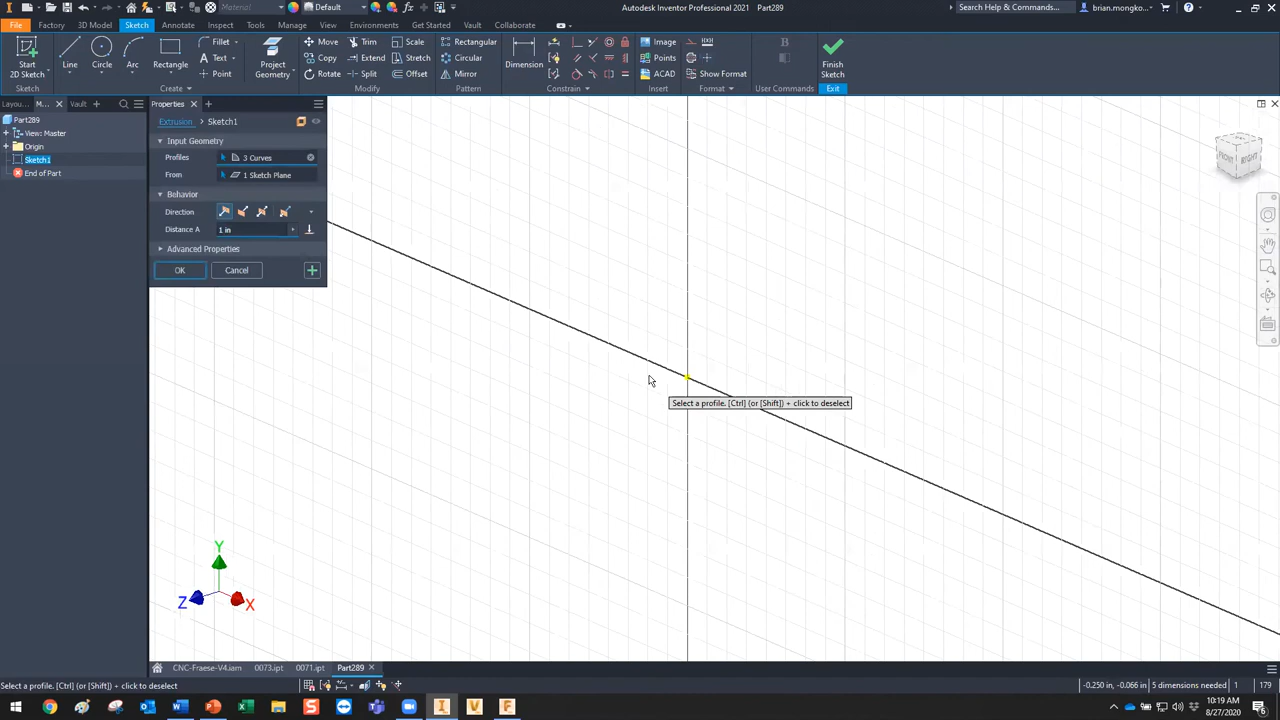 Material
Default
Autodesk Inventor Professional 2021
Part289
Search Help & Commands...
brian.mongko...
File
Factory
3D Model
Sketch
Annotate
Inspect
Tools
Manage
View
Environments
Get Started
Vault
Collaborate
Start
2D Sketch
Line
Circle
Arc
Rectangle
Fillet
Text
Point
Project
Geometry
Move
Copy
Rotate
Trim
Extend
Split
Scale
Stretch
Offset
Rectangular
Circular
Mirror
Dimension
Image
Points
ACAD
Show Format
Finish
Sketch
Sketch
Create
Modify
Pattern
Constrain
Insert
Format
User Commands
Exit
Layou...
M...
Vault
Properties
Part289
View: Master
Origin
Sketch1
End of Part
Extrusion > Sketch1
Input Geometry
Profiles
3 Curves
From
1 Sketch Plane
Behavior
Direction
Distance A
1 in
Advanced Properties
OK
Cancel
FRONT
RIGHT
Select a profile. [Ctrl] (or [Shift]) + click to deselect
Y
Z
X
CNC-Fraese-V4.iam
0073.ipt
0071.ipt
Part289
Select a profile. [Ctrl] (or [Shift]) + click to deselect
-0.250 in, -0.066 in
5 dimensions needed
1
179
10:19 AM
8/27/2020